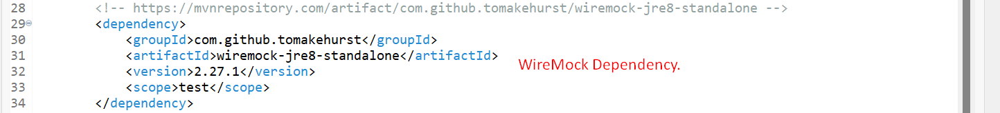 28 <!-- https://mvnrepository.com/artifact/com.github.tomakehurst/wiremock-jre8-standalone -->
29 <dependency>
30 <groupId>com.github.tomakehurst</groupId>
31 <artifactId>wiremock-jre8-standalone</artifactId>
WireMock Dependency.
32 <version>2.27.1</version>
33 <scope>test</scope>
34 </dependency>